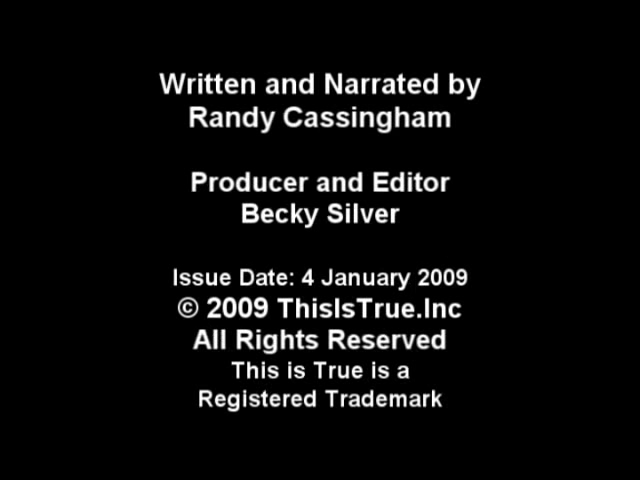 Written and Narrated by
Randy Cassingham
Producer and Editor
Becky Silver
Issue Date: 4 January 2009
© 2009 ThisIsTrue.Inc
All Rights Reserved
This is True is a
Registered Trademark